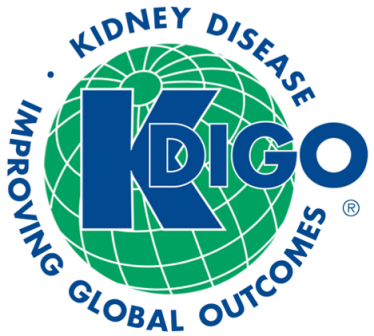 • KIDNEY DISEASE
IMPROVING GLOBAL OUTCOMES
KDIGO
®